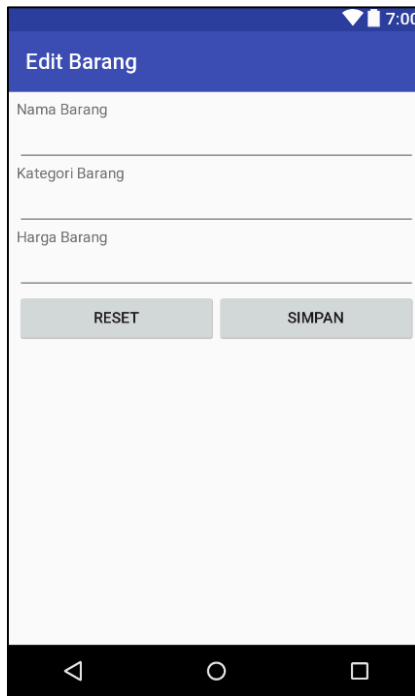 7:00
Edit Barang
Nama Barang
Kategori Barang
Harga Barang
RESET SIMPAN